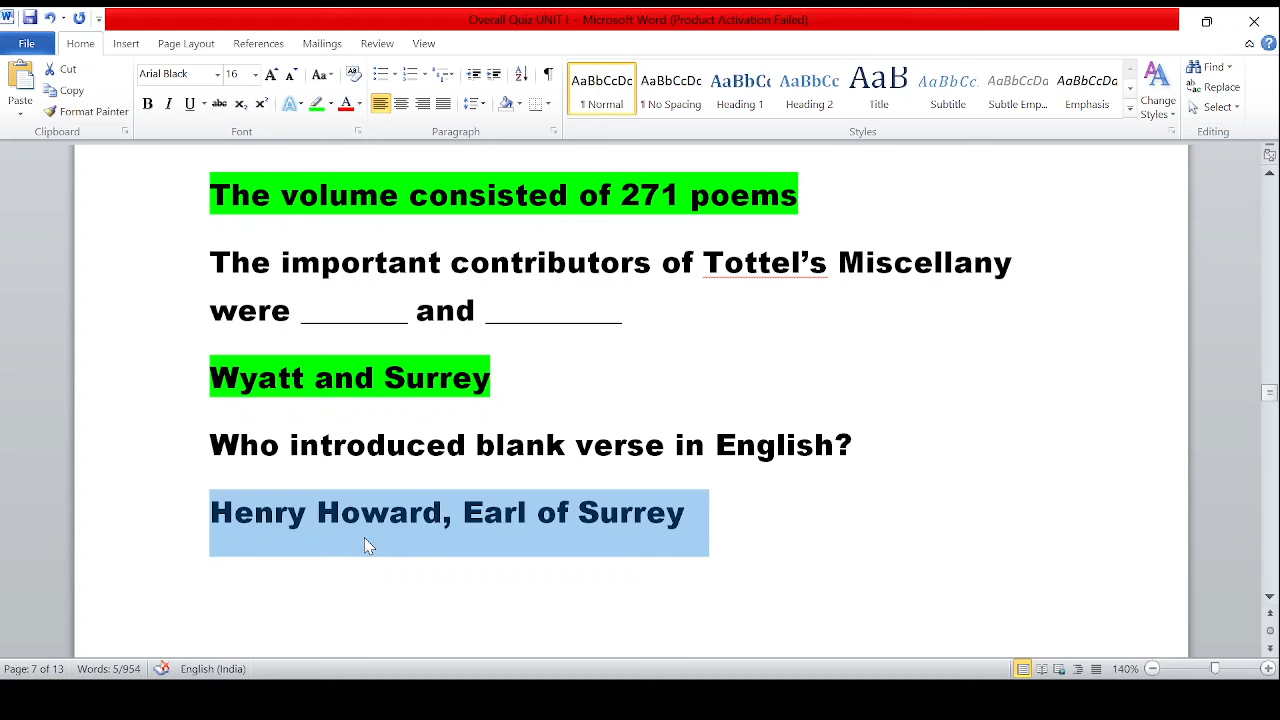 Overall Quiz UNIT I - Microsoft Word (Product Activation Failed)
File Home Insert Page Layout References Mailings Review View
Paste
Cut
Copy
Format Painter
Clipboard
Arial Black 16
Font
Paragraph
AaBbCcDc AaBbCcDc AaBbCc AaBbCc AaB AaBbCc. AaBbCcDc AaBbCcDc
¶ Normal ¶ No Spacing Heading 1 Heading 2 Title Subtitle Subtle Em... Emphasis
Styles
Change Styles
Find
Replace
Select
Editing
The volume consisted of 271 poems
The important contributors of Tottel’s Miscellany
were _______ and _________
Wyatt and Surrey
Who introduced blank verse in English?
Henry Howard, Earl of Surrey
Page: 7 of 13 Words: 5/954 English (India) 140%